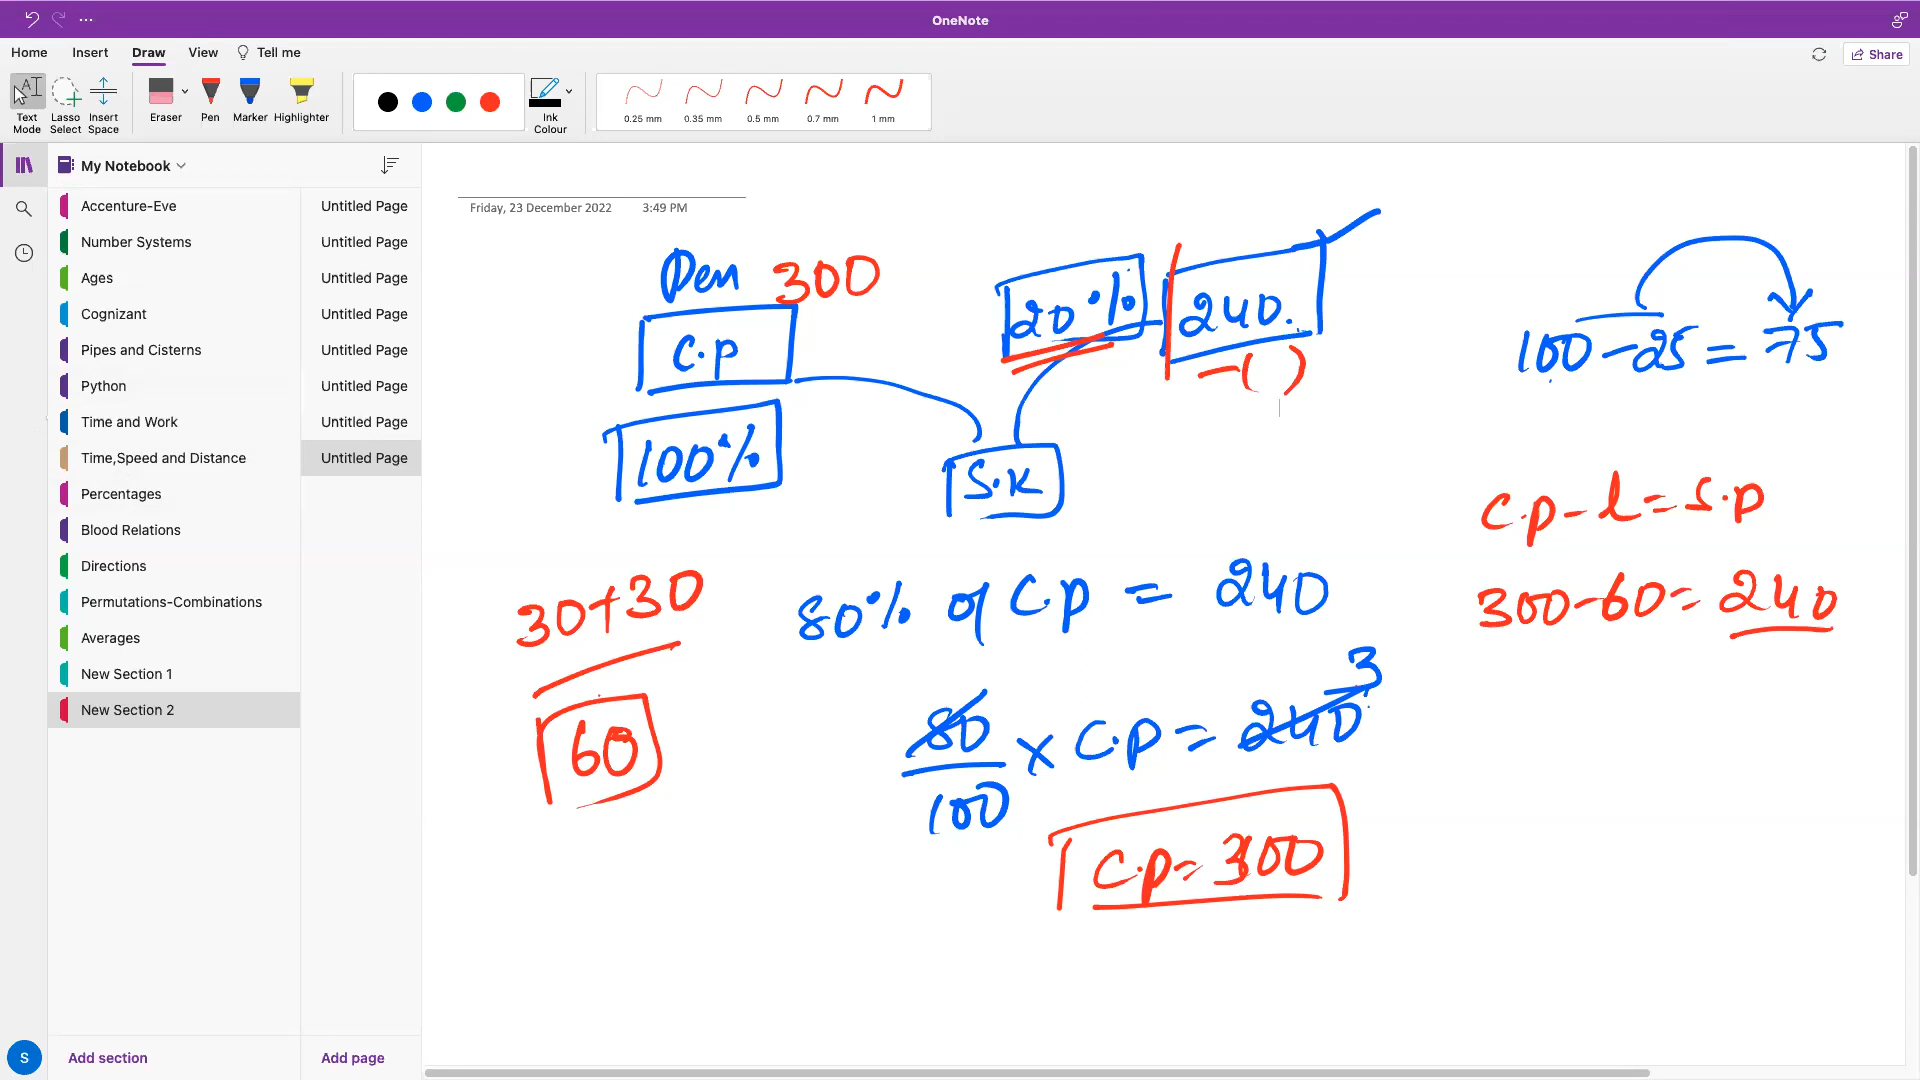 OneNote
Home Insert Draw View Tell me
Share
Text Mode
Lasso Select
Insert Space
Eraser
Pen
Marker
Highlighter
Ink Colour
0.25 mm 0.35 mm 0.5 mm 0.7 mm 1 mm
My Notebook
Accenture-Eve
Number Systems
Ages
Cognizant
Pipes and Cisterns
Python
Time and Work
Time,Speed and Distance
Percentages
Blood Relations
Directions
Permutations-Combinations
Averages
New Section 1
New Section 2
Untitled Page
Untitled Page
Untitled Page
Untitled Page
Untitled Page
Untitled Page
Untitled Page
Untitled Page
S
Add section
Add page
Friday, 23 December 2022 3:49 PM
Pen 300
C.P
100%
20% 240.
-( )
S.K
100-25=75
C.P-l=S.P
300-60=240
30+30
60
80% of C.P = 240
80/100 x C.P = 240 3
C.P=300